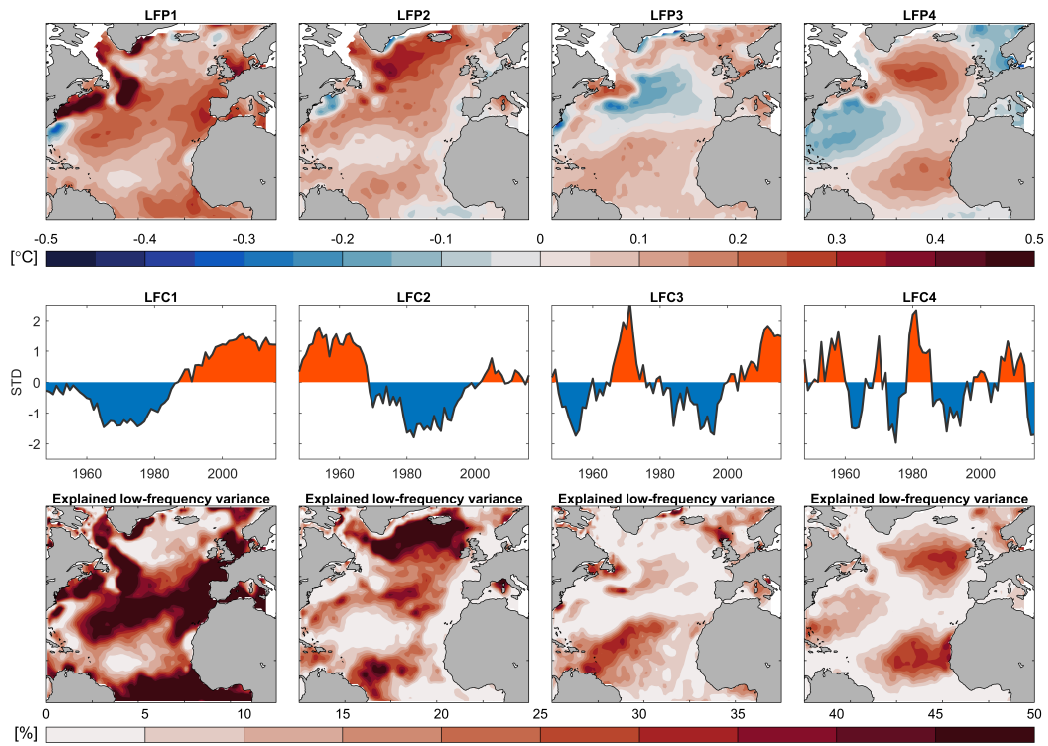 LFP1 LFP2 LFP3 LFP4
-0.5 -0.4 -0.3 -0.2 -0.1 0 0.1 0.2 0.3 0.4 0.5
[°C]
LFC1 LFC2 LFC3 LFC4
2
1
0
-1
-2
STD
1960 1980 2000 1960 1980 2000 1960 1980 2000 1960 1980 2000
Explained low-frequency variance Explained low-frequency variance Explained low-frequency variance Explained low-frequency variance
0 5 10 15 20 25 30 35 40 45 50
[%]